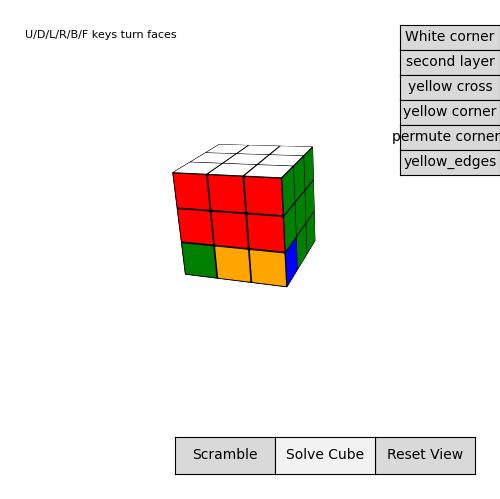 U/D/L/R/B/F keys turn faces
White corner
second layer
yellow cross
yellow corner
permute corner
yellow_edges
Scramble
Solve Cube
Reset View